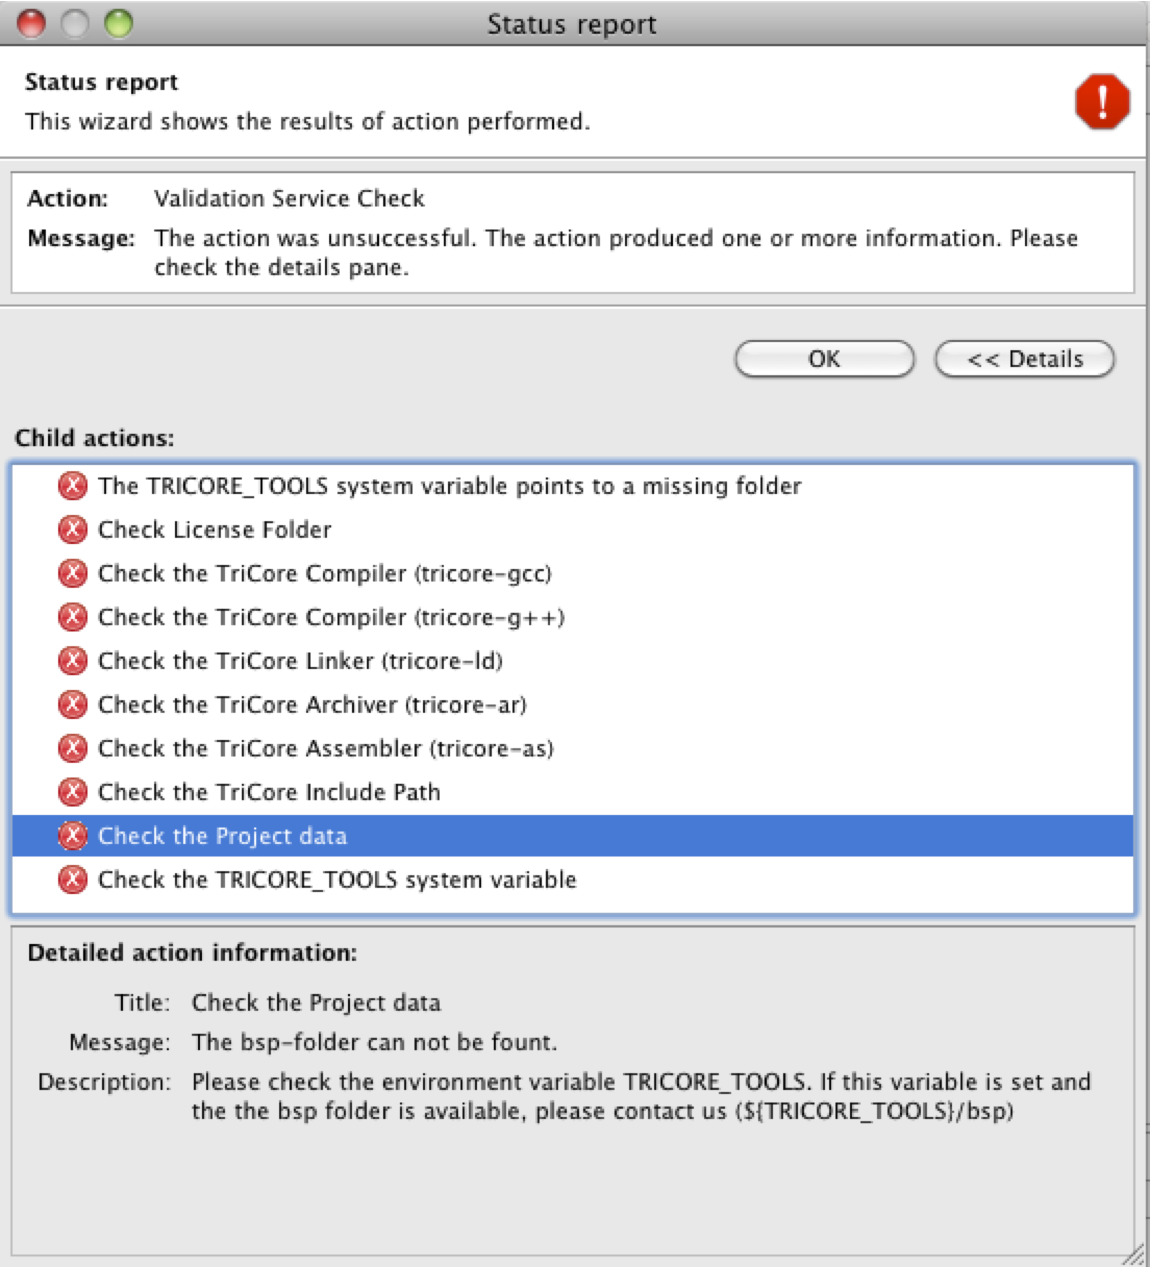 Status report
Status report
This wizard shows the results of action performed.
Action: Validation Service Check
Message: The action was unsuccessful. The action produced one or more information. Please
check the details pane.
OK << Details
Child actions:
The TRICORE_TOOLS system variable points to a missing folder
Check License Folder
Check the TriCore Compiler (tricore-gcc)
Check the TriCore Compiler (tricore-g++)
Check the TriCore Linker (tricore-ld)
Check the TriCore Archiver (tricore-ar)
Check the TriCore Assembler (tricore-as)
Check the TriCore Include Path
Check the Project data
Check the TRICORE_TOOLS system variable
Detailed action information:
Title: Check the Project data
Message: The bsp-folder can not be fount.
Description: Please check the environment variable TRICORE_TOOLS. If this variable is set and
the the bsp folder is available, please contact us (${TRICORE_TOOLS}/bsp)